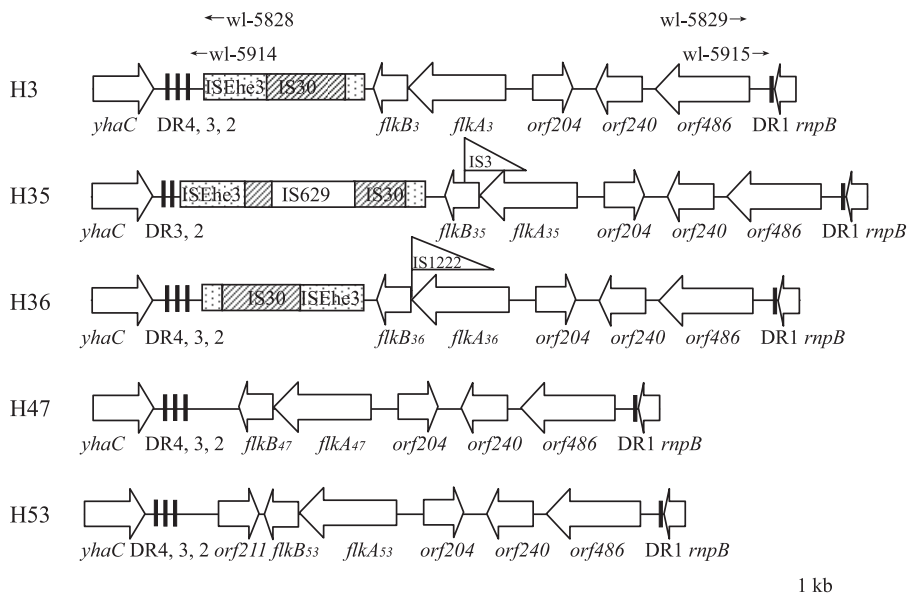 ←wl-5828 wl-5829→
←wl-5914 wl-5915→
H3 ISEhe3 IS30
yhaC DR4, 3, 2 flkB3 flkA3 orf204 orf240 orf486 DR1 rnpB
IS3
H35 ISEhe3 IS629 IS30
yhaC DR3, 2 flkB35 flkA35 orf204 orf240 orf486 DR1 rnpB
IS1222
H36 IS30 ISEhe3
yhaC DR4, 3, 2 flkB36 flkA36 orf204 orf240 orf486 DR1 rnpB
H47
yhaC DR4, 3, 2 flkB47 flkA47 orf204 orf240 orf486 DR1 rnpB
H53
yhaC DR4, 3, 2 orf211 flkB53 flkA53 orf204 orf240 orf486 DR1 rnpB
1 kb